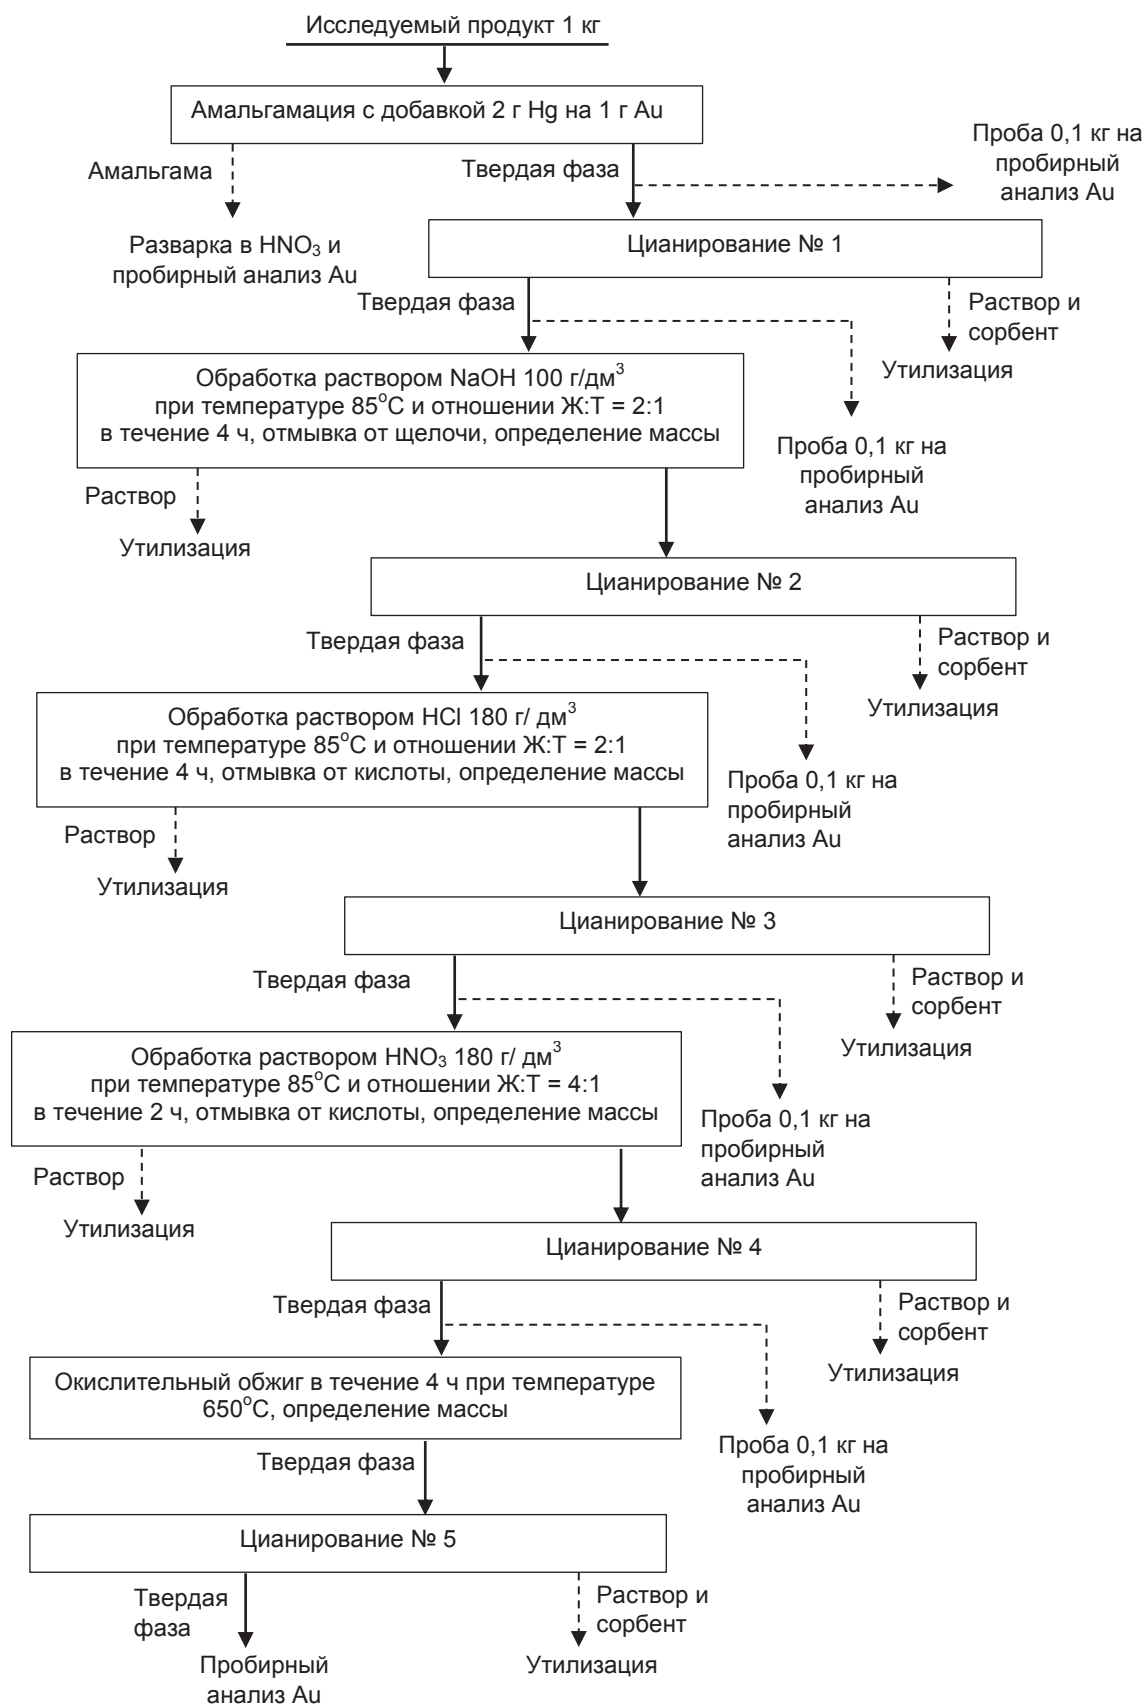 Исследуемый продукт 1 кг
Амальгамация с добавкой 2 г Hg на 1 г Au
Амальгама
Твердая фаза
Проба 0,1 кг на
пробирный
анализ Au
Разварка в HNO₃ и
пробирный анализ Au
Цианирование № 1
Твердая фаза
Раствор и
сорбент
Утилизация
Обработка раствором NaOH 100 г/дм³
при температуре 85°С и отношении Ж:Т = 2:1
в течение 4 ч, отмывка от щелочи, определение массы
Проба 0,1 кг на
пробирный
анализ Au
Раствор
Утилизация
Цианирование № 2
Твердая фаза
Раствор и
сорбент
Утилизация
Обработка раствором HCl 180 г/ дм³
при температуре 85°С и отношении Ж:Т = 2:1
в течение 4 ч, отмывка от кислоты, определение массы
Проба 0,1 кг на
пробирный
анализ Au
Раствор
Утилизация
Цианирование № 3
Твердая фаза
Раствор и
сорбент
Утилизация
Обработка раствором HNO₃ 180 г/ дм³
при температуре 85°С и отношении Ж:Т = 4:1
в течение 2 ч, отмывка от кислоты, определение массы
Проба 0,1 кг на
пробирный
анализ Au
Раствор
Утилизация
Цианирование № 4
Твердая фаза
Раствор и
сорбент
Утилизация
Окислительный обжиг в течение 4 ч при температуре
650°С, определение массы
Проба 0,1 кг на
пробирный
анализ Au
Твердая фаза
Цианирование № 5
Твердая
фаза
Раствор и
сорбент
Пробирный
анализ Au
Утилизация